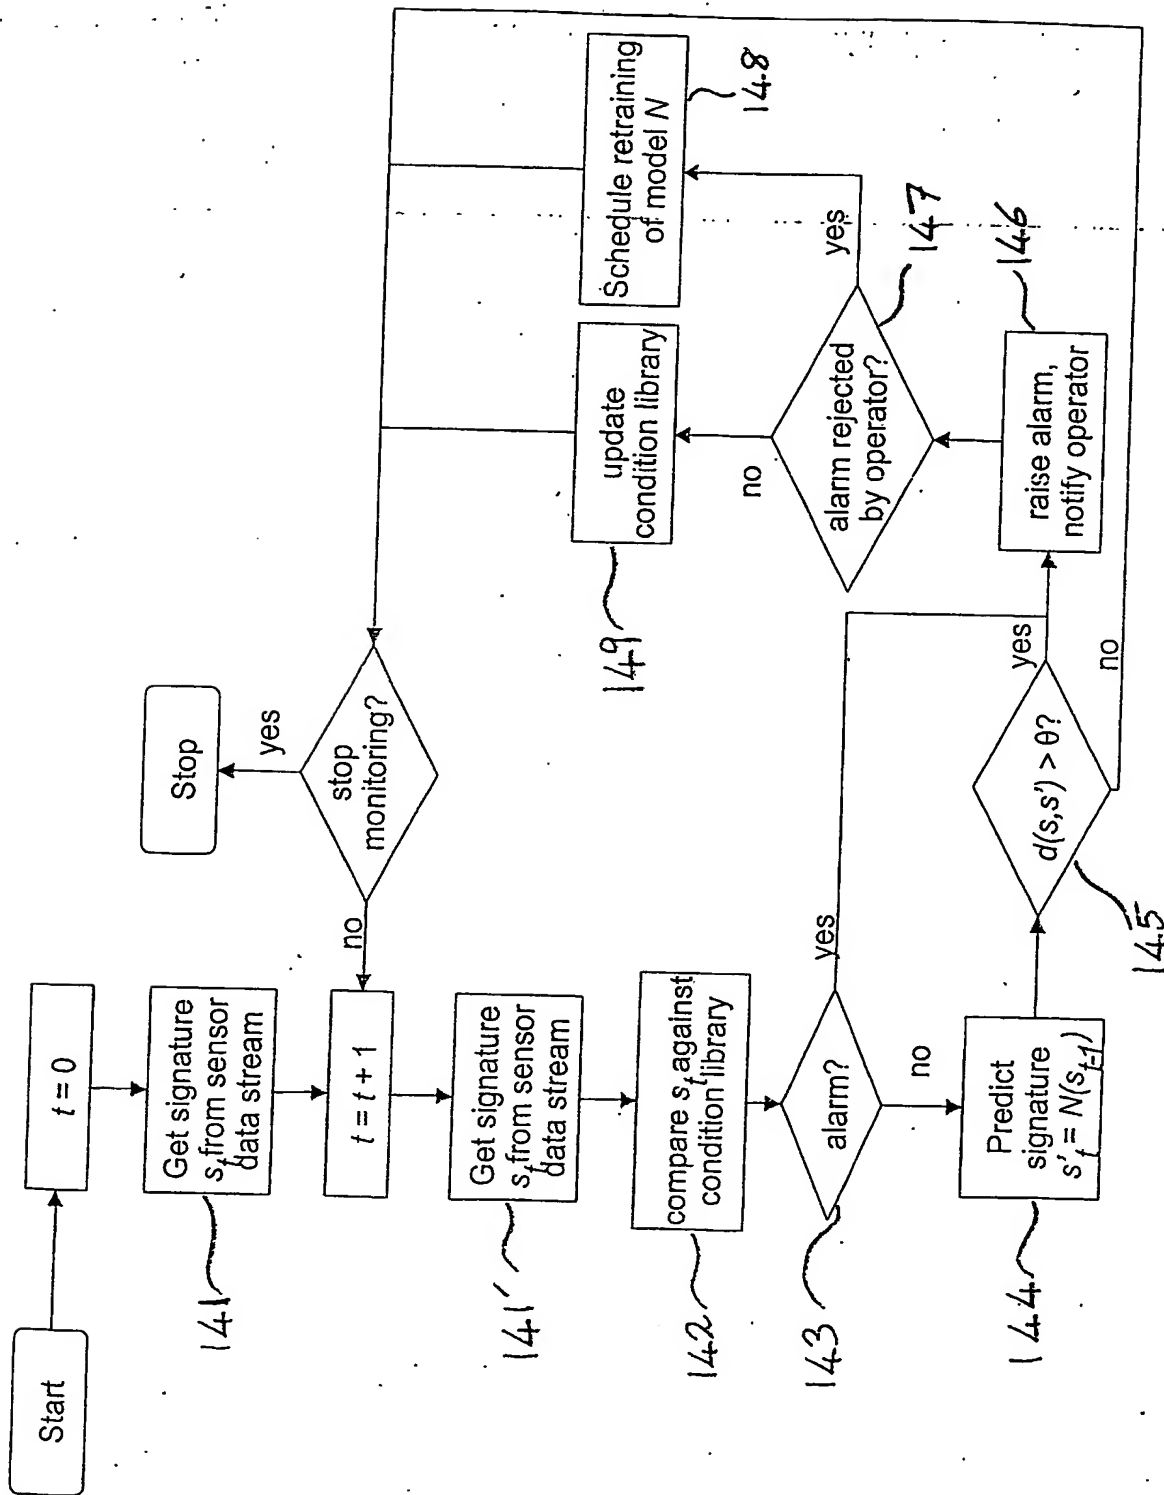 Start
t = 0
Get signature
s_t from sensor
data stream
141
t = t + 1
Get signature
s_t from sensor
data stream
141'
compare s_t against
condition library
142
alarm?
143
yes
no
Predict
signature
s'_t = N(s_{t-1})
144
d(s,s') > θ?
145
yes
no
raise alarm,
notify operator
146
alarm rejected
by operator?
147
no
yes
update
condition library
149
Schedule retraining
of model N
148
stop
monitoring?
no
yes
Stop